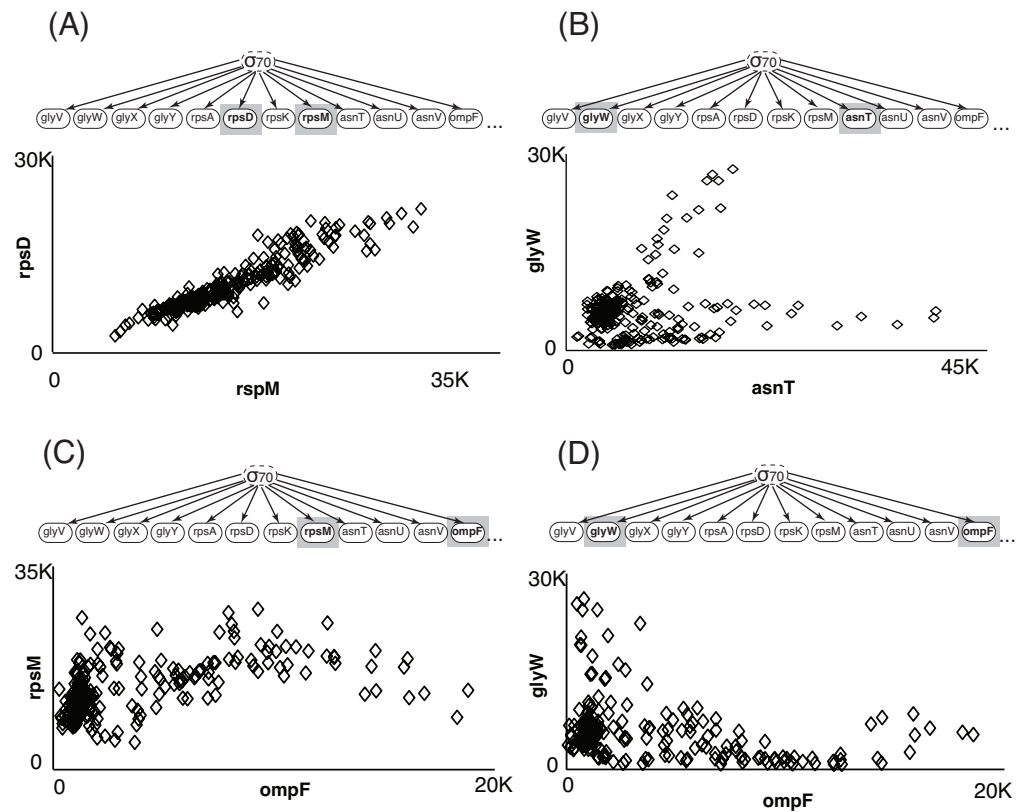 (A)
σ70
glyV glyW glyX glyY rpsA rpsD rpsK rpsM asnT asnU asnV ompF ...
30K
rpsD
0
0 35K
rspM
(B)
σ70
glyV glyW glyX glyY rpsA rpsD rpsK rpsM asnT asnU asnV ompF ...
30K
glyW
0
0 45K
asnT
(C)
σ70
glyV glyW glyX glyY rpsA rpsD rpsK rpsM asnT asnU asnV ompF ...
35K
rpsM
0
0 20K
ompF
(D)
σ70
glyV glyW glyX glyY rpsA rpsD rpsK rpsM asnT asnU asnV ompF ...
30K
glyW
0
0 20K
ompF